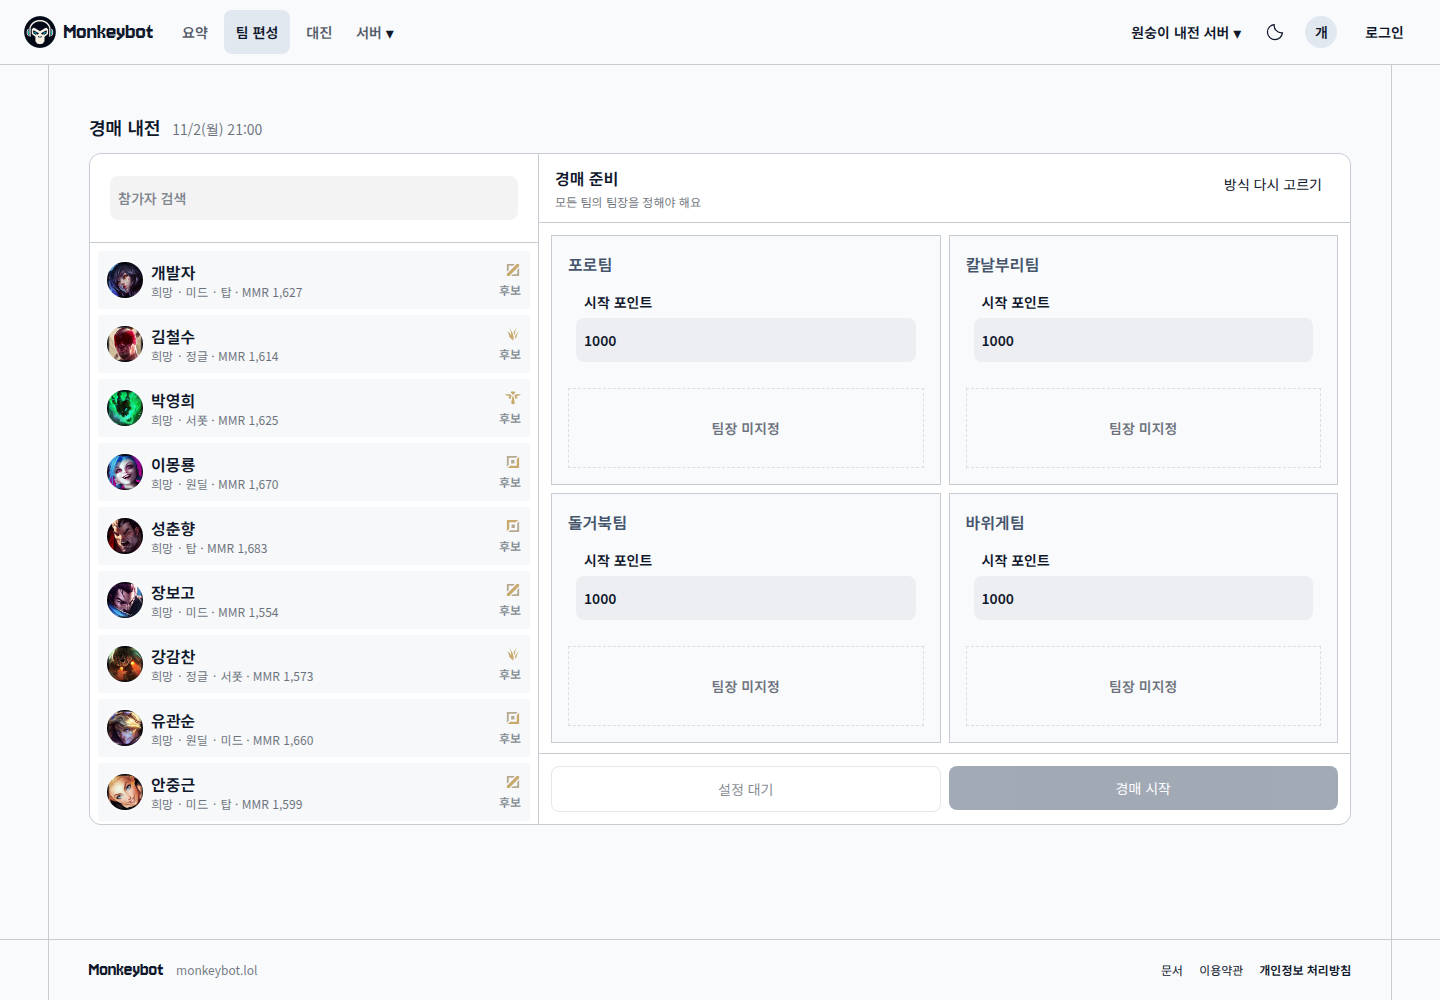 Monkeybot 요약 팀 편성 대진 서버 ▾ 원숭이 내전 서버 ▾ 개 로그인
경매 내전 11/2(월) 21:00
참가자 검색
개발자
희망 · 미드 · 탑 · MMR 1,627
후보
김철수
희망 · 정글 · MMR 1,614
후보
박영희
희망 · 서폿 · MMR 1,625
후보
이몽룡
희망 · 원딜 · MMR 1,670
후보
성춘향
희망 · 탑 · MMR 1,683
후보
장보고
희망 · 미드 · MMR 1,554
후보
강감찬
희망 · 정글 · 서폿 · MMR 1,573
후보
유관순
희망 · 원딜 · 미드 · MMR 1,660
후보
안중근
희망 · 미드 · 탑 · MMR 1,599
후보
경매 준비
모든 팀의 팀장을 정해야 해요
방식 다시 고르기
포로팀
시작 포인트
1000
팀장 미지정
칼날부리팀
시작 포인트
1000
팀장 미지정
돌거북팀
시작 포인트
1000
팀장 미지정
바위게팀
시작 포인트
1000
팀장 미지정
설정 대기
경매 시작
Monkeybot monkeybot.lol
문서 이용약관 개인정보 처리방침